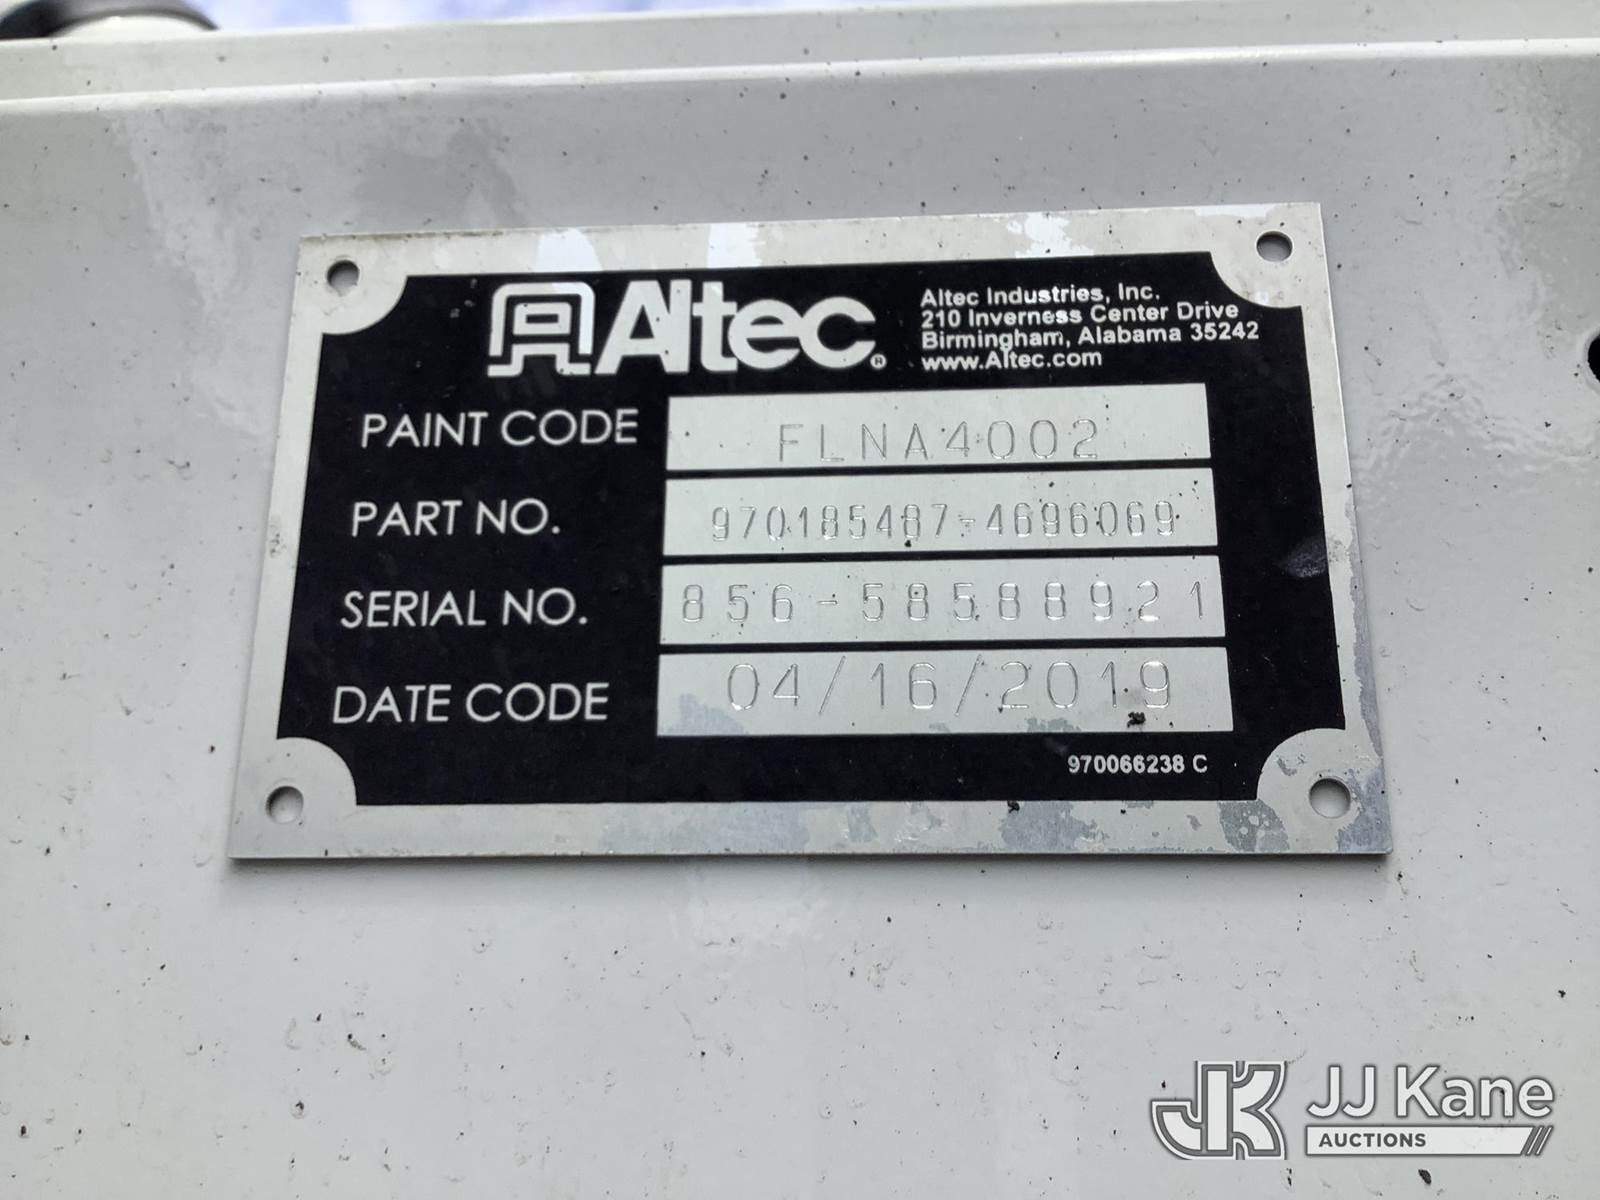 Altec®
Altec Industries, Inc.
210 Inverness Center Drive
Birmingham, Alabama 35242
www.Altec.com
PAINT CODE FLNA4002
PART NO. 970185487-4696069
SERIAL NO. 856-58588921
DATE CODE 04/16/2019
970066238 C
JK JJ Kane
AUCTIONS